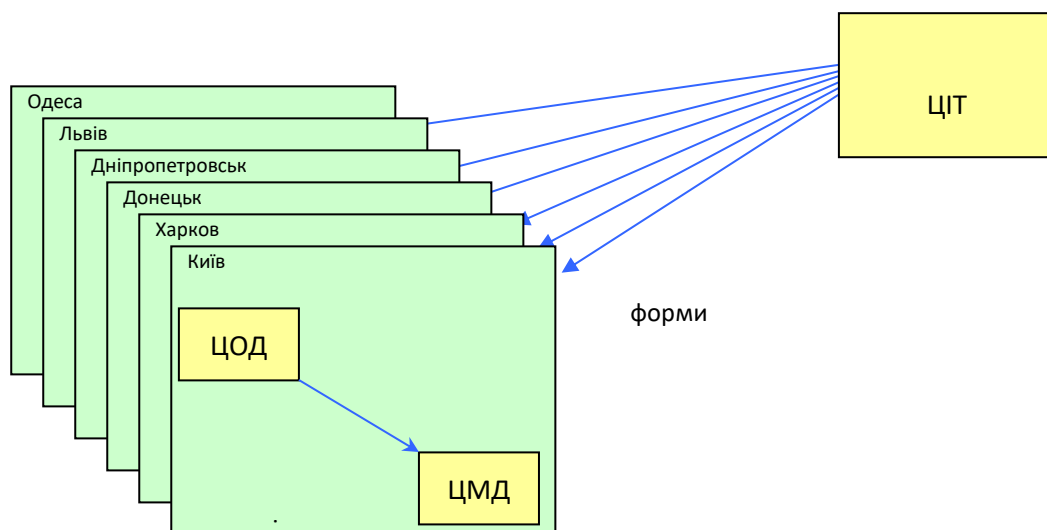 ЦІТ
Одеса
Львів
Дніпропетровськ
Донецьк
Харков
Київ
форми
ЦОД
ЦМД
.